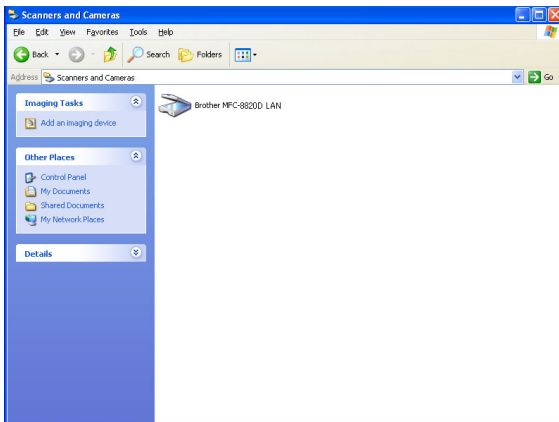 Scanners and Cameras
File Edit View Favorites Tools Help
Back Search Folders
Address Scanners and Cameras Go
Imaging Tasks
Add an imaging device
Other Places
Control Panel
My Documents
Shared Documents
My Network Places
Details
Brother MFC-8820D LAN